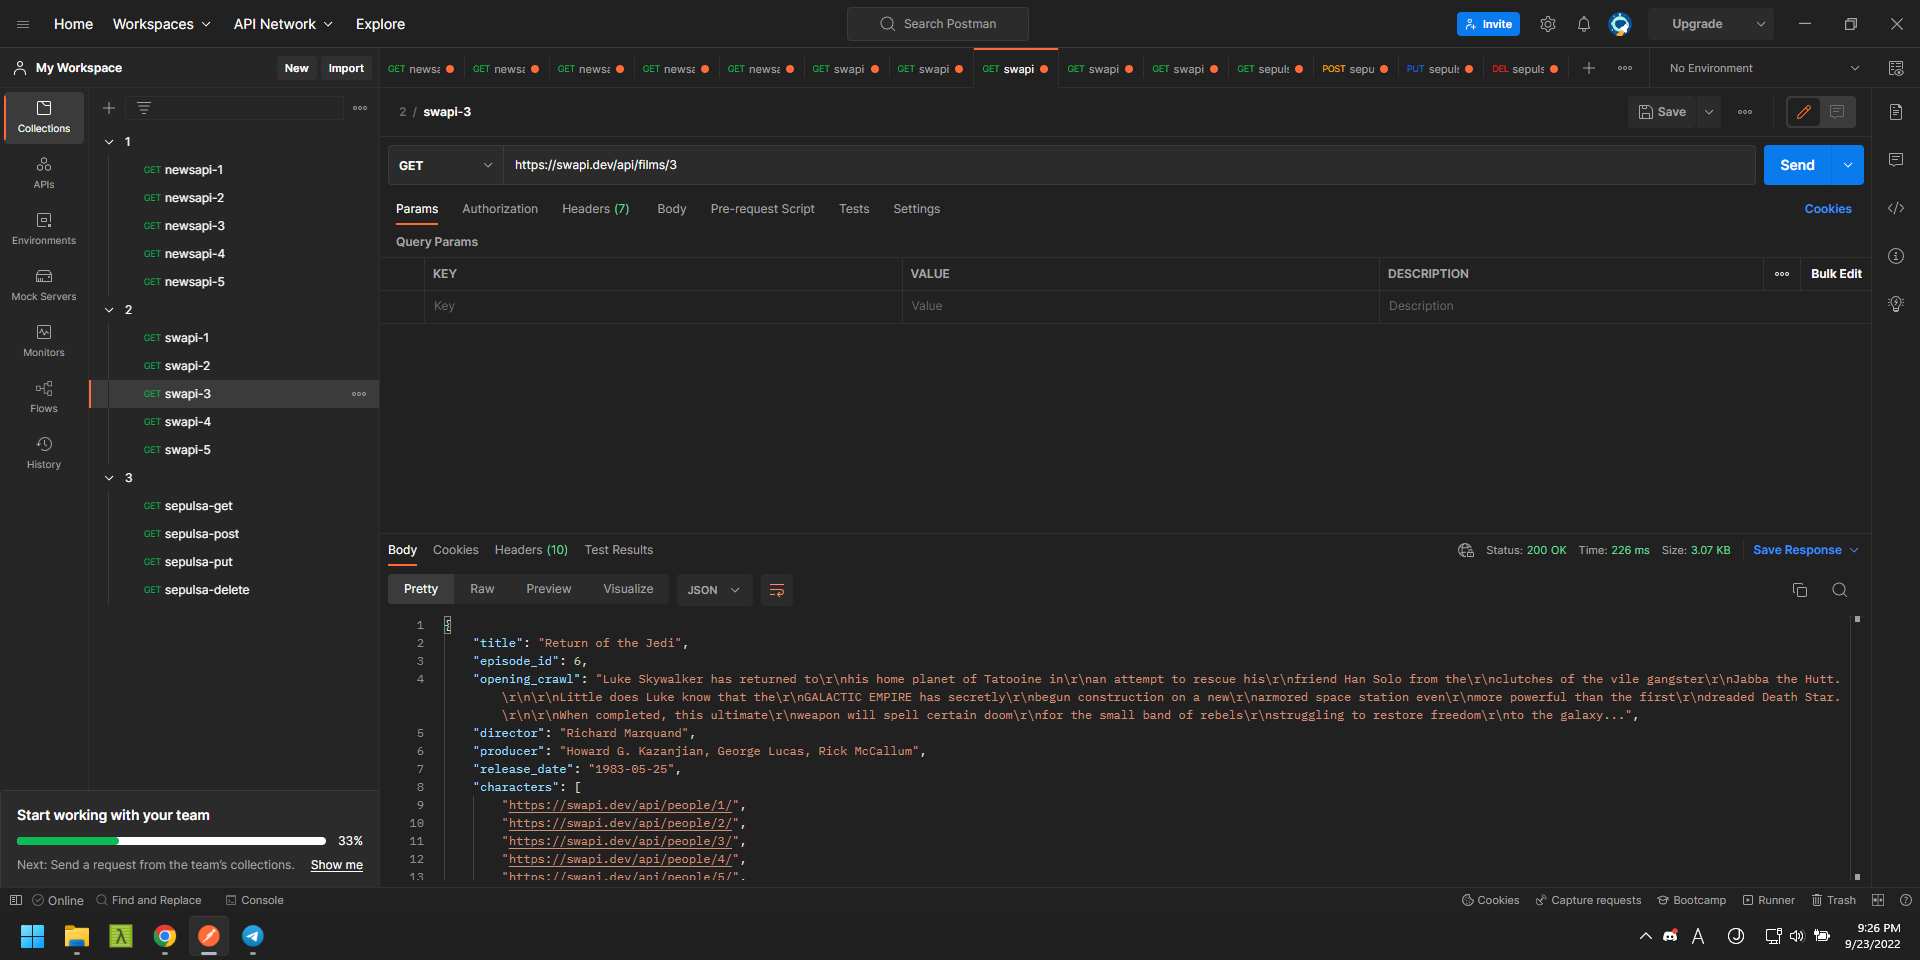 Home Workspaces API Network Explore Search Postman Invite Upgrade
My Workspace New Import
GET newsa GET newsa GET newsa GET newsa GET newsa GET swapi GET swapi GET swapi GET swapi GET swapi GET sepuls POST sepu PUT sepuls DEL sepuls No Environment
Collections
APIs
Environments
Mock Servers
Monitors
Flows
History
1
GET newsapi-1
GET newsapi-2
GET newsapi-3
GET newsapi-4
GET newsapi-5
2
GET swapi-1
GET swapi-2
GET swapi-3
GET swapi-4
GET swapi-5
3
GET sepulsa-get
GET sepulsa-post
GET sepulsa-put
GET sepulsa-delete
2 / swapi-3 Save
GET https://swapi.dev/api/films/3 Send
Params Authorization Headers (7) Body Pre-request Script Tests Settings Cookies
Query Params
KEY VALUE DESCRIPTION Bulk Edit
Key Value Description
Body Cookies Headers (10) Test Results Status: 200 OK Time: 226 ms Size: 3.07 KB Save Response
Pretty Raw Preview Visualize JSON
1 {
2 "title": "Return of the Jedi",
3 "episode_id": 6,
4 "opening_crawl": "Luke Skywalker has returned to\r\nhis home planet of Tatooine in\r\nan attempt to rescue his\r\nfriend Han Solo from the\r\nclutches of the vile gangster\r\nJabba the Hutt.
\r\n\r\nLittle does Luke know that the\r\nGALACTIC EMPIRE has secretly\r\nbegun construction on a new\r\narmored space station even\r\nmore powerful than the first\r\ndreaded Death Star.
\r\n\r\nWhen completed, this ultimate\r\nweapon will spell certain doom\r\nfor the small band of rebels\r\nstruggling to restore freedom\r\nto the galaxy...",
5 "director": "Richard Marquand",
6 "producer": "Howard G. Kazanjian, George Lucas, Rick McCallum",
7 "release_date": "1983-05-25",
8 "characters": [
9 "https://swapi.dev/api/people/1/",
10 "https://swapi.dev/api/people/2/",
11 "https://swapi.dev/api/people/3/",
12 "https://swapi.dev/api/people/4/",
13 "https://swapi.dev/api/people/5/",
Start working with your team
33%
Next: Send a request from the team's collections. Show me
Online Find and Replace Console Cookies Capture requests Bootcamp Runner Trash
9:26 PM
9/23/2022